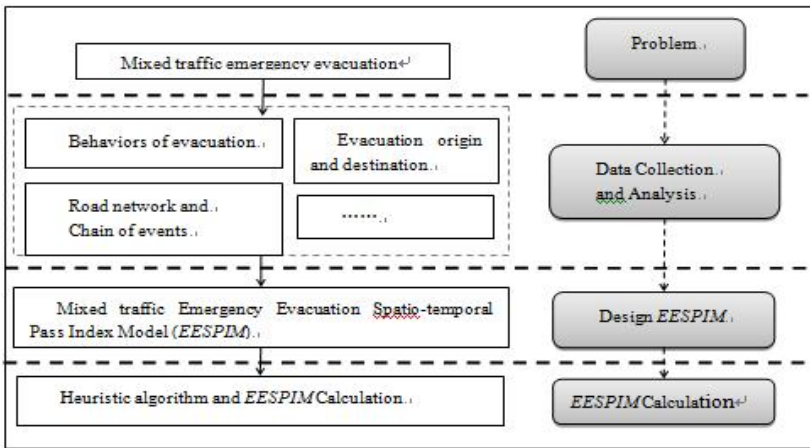 Mixed traffic emergency evacuation
Problem.
Behaviors of evacuation.
Evacuation origin
and destination.
Road network and.
Chain of events.
…….
Data Collection
and Analysis.
Mixed traffic Emergency Evacuation Spatio-temporal
Pass Index Model (EESPIM).
Design EESPIM.
Heuristic algorithm and EESPIM Calculation.
EESPIM Calculation